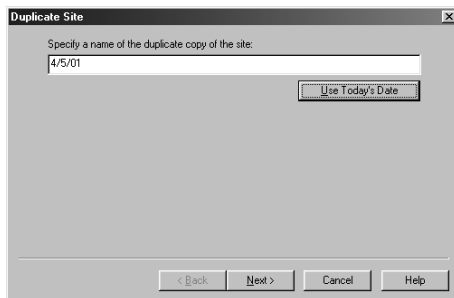 Duplicate Site
Specify a name of the duplicate copy of the site:
4/5/01
Use Today's Date
< Back
Next >
Cancel
Help